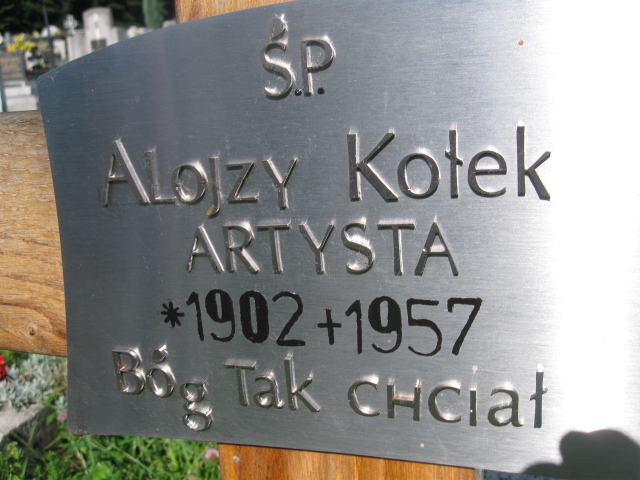 Ś.P.
ALojzy Kołek
ARTYSTA
*1902+1957
Bóg Tak CHciał